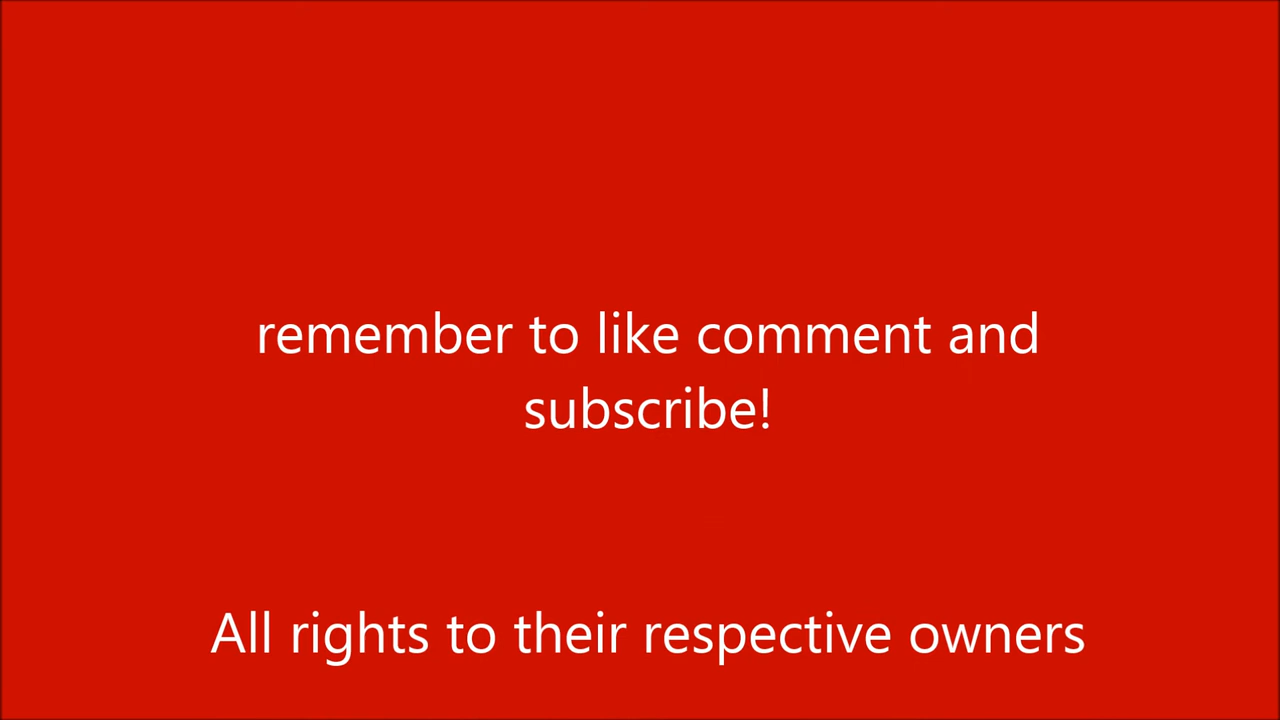 remember to like comment and
subscribe!
All rights to their respective owners